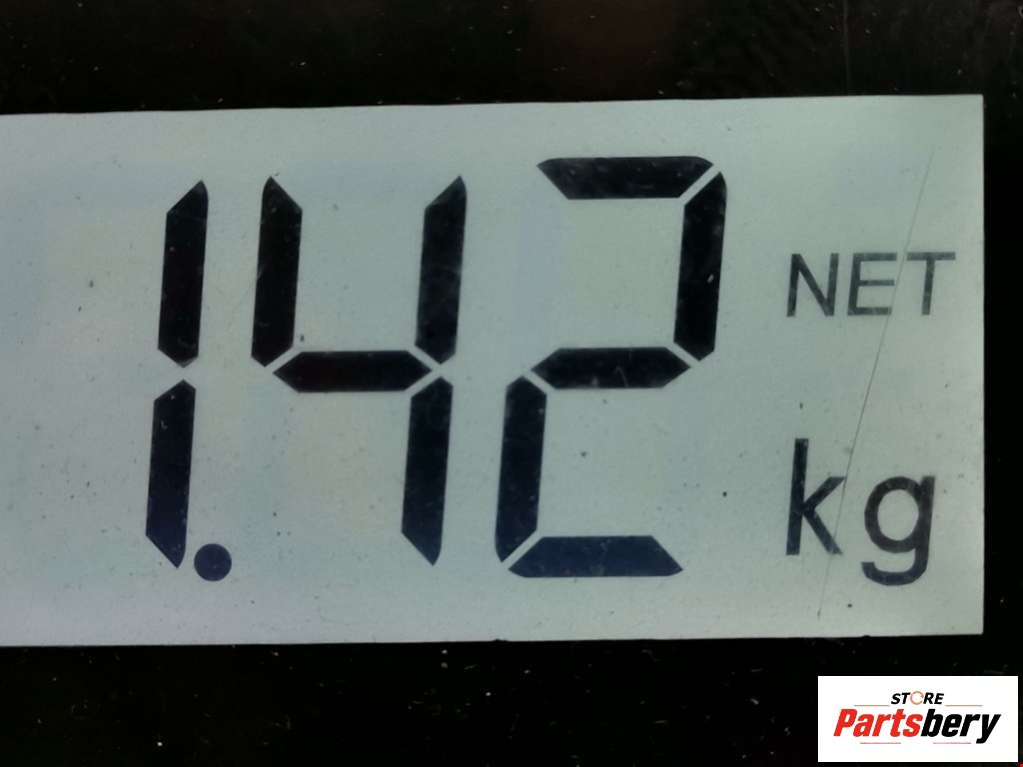 1.42
NET
kg
STORE
Partsbery